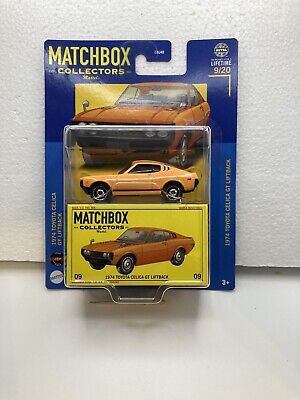 MATCHBOX
COLLECTORS
LIFETIME
9/20
1974 TOYOTA CELICA
GT LIFTBACK
1974 TOYOTA CELICA GT LIFTBACK
MATCHBOX
COLLECTORS
09
1974 TOYOTA CELICA GT LIFTBACK
09
3+